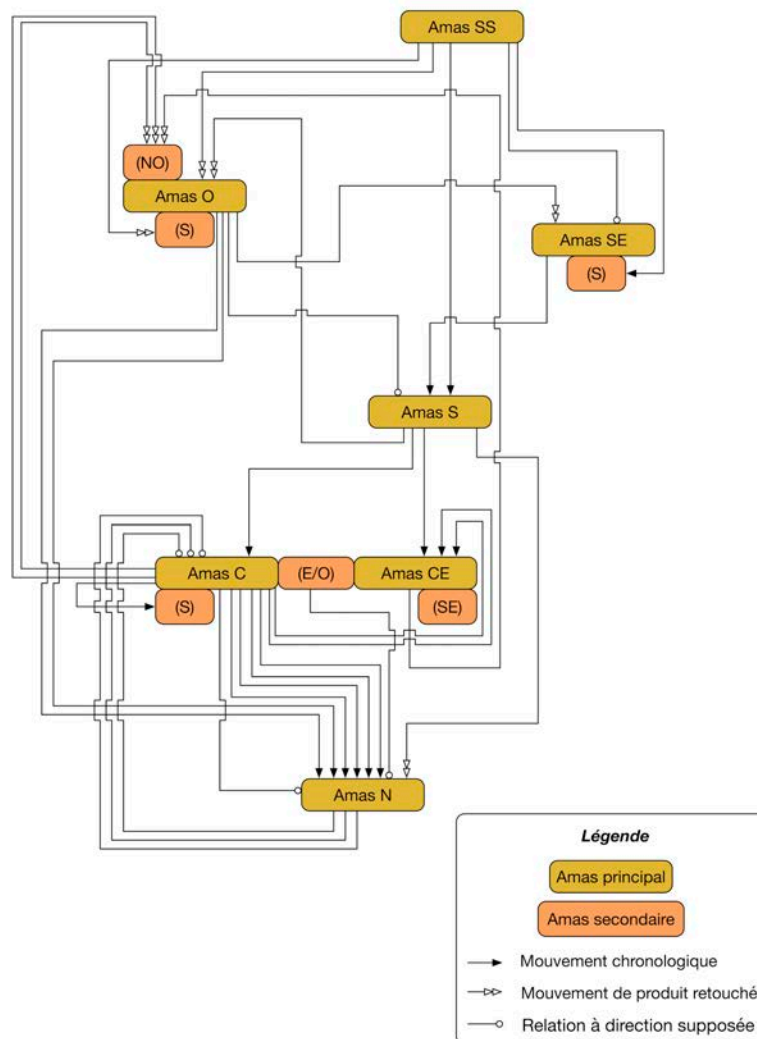 Amas SS
(NO)
Amas O
(S)
Amas SE
(S)
Amas S
Amas C
(E/O)
Amas CE
(S)
(SE)
Amas N
Légende
Amas principal
Amas secondaire
Mouvement chronologique
Mouvement de produit retouché
Relation à direction supposée